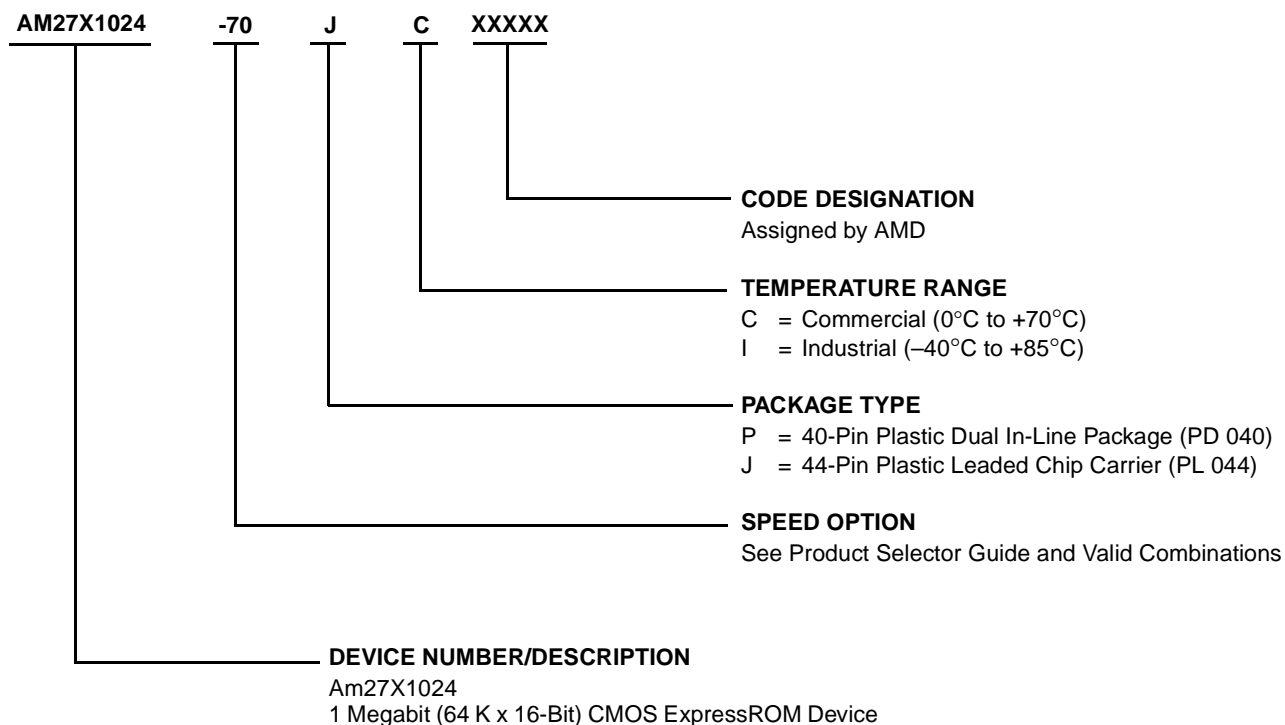 AM27X1024 -70 J C XXXXX
CODE DESIGNATION
Assigned by AMD
TEMPERATURE RANGE
C = Commercial (0°C to +70°C)
I = Industrial (–40°C to +85°C)
PACKAGE TYPE
P = 40-Pin Plastic Dual In-Line Package (PD 040)
J = 44-Pin Plastic Leaded Chip Carrier (PL 044)
SPEED OPTION
See Product Selector Guide and Valid Combinations
DEVICE NUMBER/DESCRIPTION
Am27X1024
1 Megabit (64 K x 16-Bit) CMOS ExpressROM Device